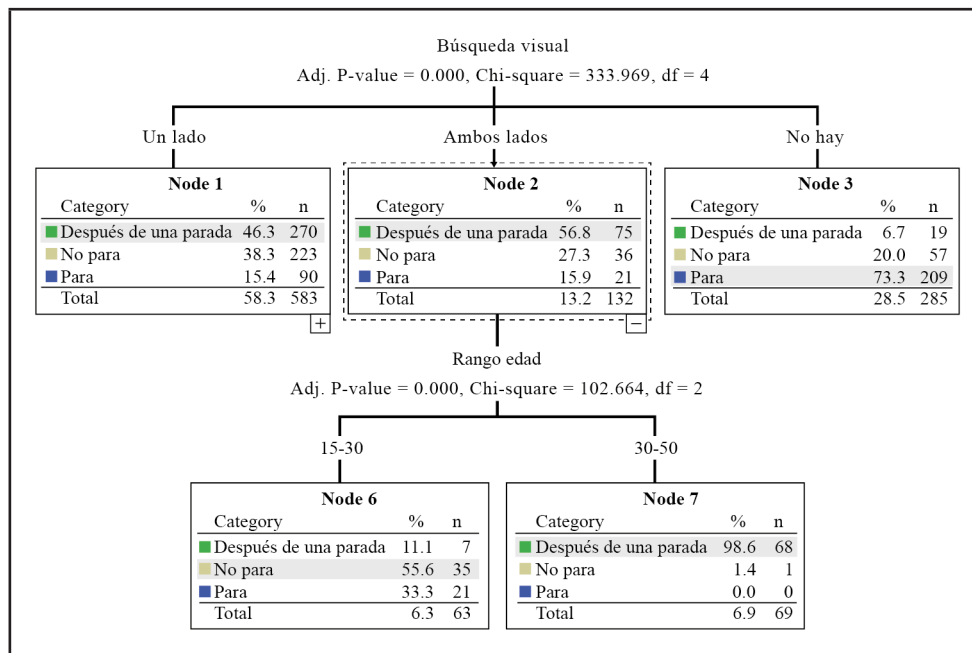 Búsqueda visual
Adj. P-value = 0.000, Chi-square = 333.969, df = 4
Un lado
Ambos lados
No hay
Node 1
Category % n
Después de una parada 46.3 270
No para 38.3 223
Para 15.4 90
Total 58.3 583
+
Node 2
Category % n
Después de una parada 56.8 75
No para 27.3 36
Para 15.9 21
Total 13.2 132
−
Node 3
Category % n
Después de una parada 6.7 19
No para 20.0 57
Para 73.3 209
Total 28.5 285
Rango edad
Adj. P-value = 0.000, Chi-square = 102.664, df = 2
15-30
30-50
Node 6
Category % n
Después de una parada 11.1 7
No para 55.6 35
Para 33.3 21
Total 6.3 63
Node 7
Category % n
Después de una parada 98.6 68
No para 1.4 1
Para 0.0 0
Total 6.9 69